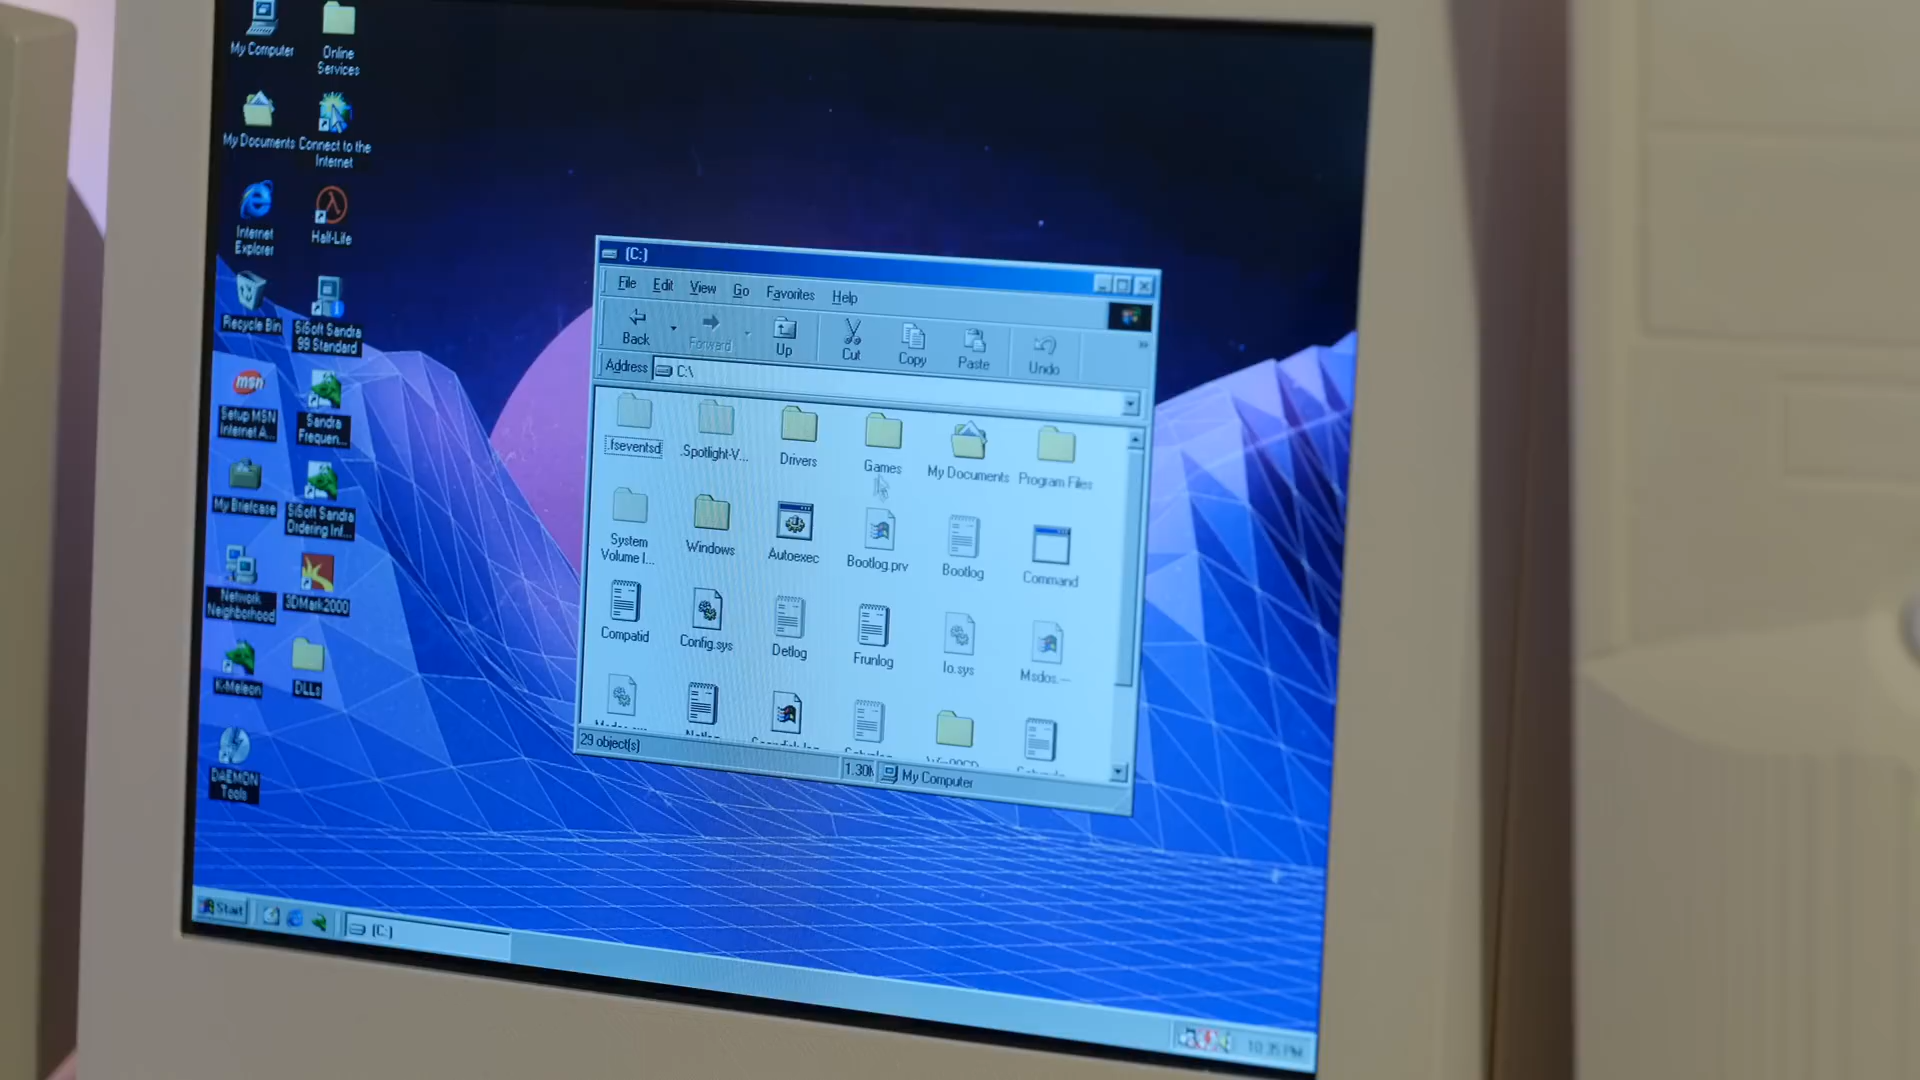 My Computer
Online
Services
My Documents
Connect to the
Internet
Internet
Explorer
Half-Life
Recycle Bin
SiSoft Sandra
99 Standard
msn
Setup MSN
Internet A...
Sandra
Frequen...
My Briefcase
SiSoft Sandra
Ordering Inf...
Network
Neighborhood
3DMark2000
K-Meleon
DLLs
DAEMON
Tools
(C:)
File Edit View Go Favorites Help
Back Forward Up Cut Copy Paste Undo
Address C:\
.fseventsd .Spotlight-V... Drivers Games My Documents Program Files
System
Volume I...
Windows Autoexec Bootlog.prv Bootlog Command
Compatid Config.sys Detlog Frunlog Io.sys Msdos.---
29 object(s) My Computer
Start (C:) 10:35 PM